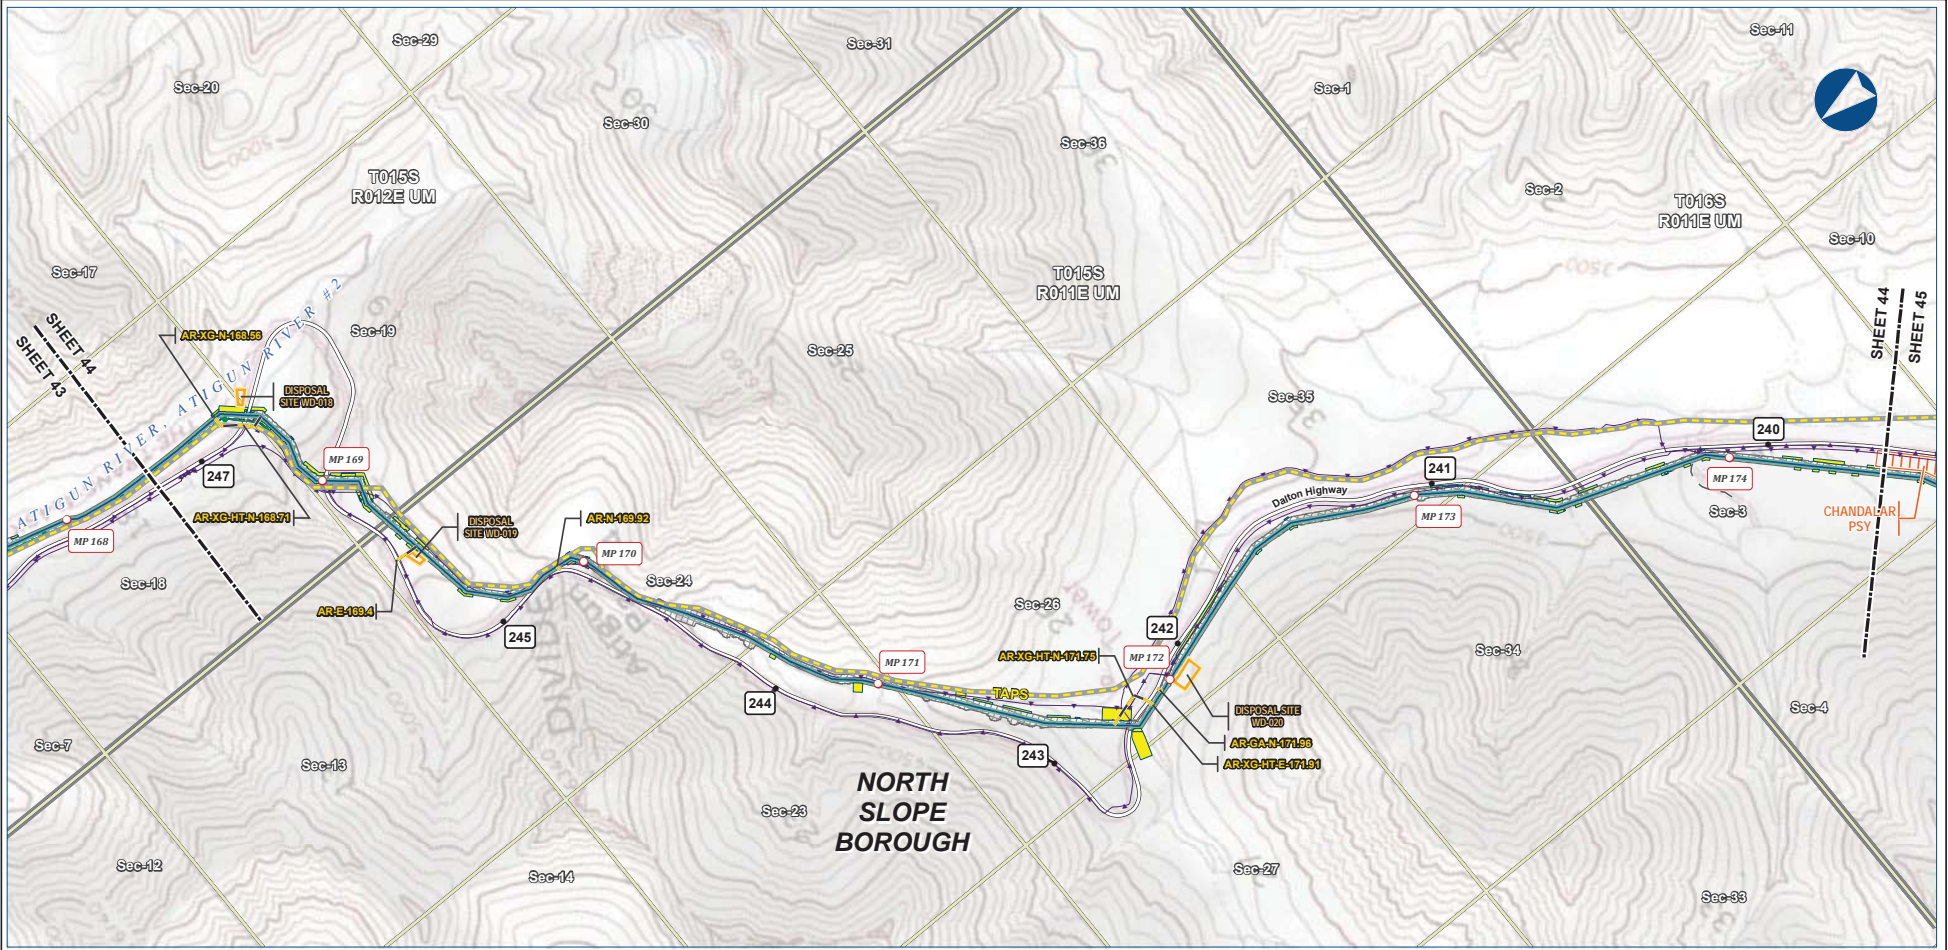 Sec-29
Sec-31
Sec-11
Sec-20
Sec-1
Sec-30
Sec-36
T015S
R012E UM
Sec-2
T016S
R011E UM
Sec-10
Sec-17
T015S
R011E UM
3500
5000
Sec-19
AR-XG-N-168.56
SHEET 44
SHEET 43
ATIGUN RIVER, ATIGUN RIVER #2
Sec-25
SHEET 44
SHEET 45
DISPOSAL
SITE WD-018
Sec-35
240
MP 169
247
241
MP 174
Dalton Highway
AR-XG-HT-N-168.71
DISPOSAL
SITE WD-019
AR-N-169.92
MP 173
Sec-3
CHANDALAR
PSY
MP 168
MP 170
Sec-18
Sec-24
AR-E-169.4
Sec-26
245
242
Sec-34
AR-XG-HT-N-171.75
MP 172
MP 171
TAPS
244
DISPOSAL SITE
WD-020
Sec-4
Sec-7
AR-GA-N-171.96
243
AR-XG-HT-E-171.91
Sec-13
NORTH
SLOPE
BOROUGH
Sec-23
Sec-12
Sec-14
Sec-27
Sec-33